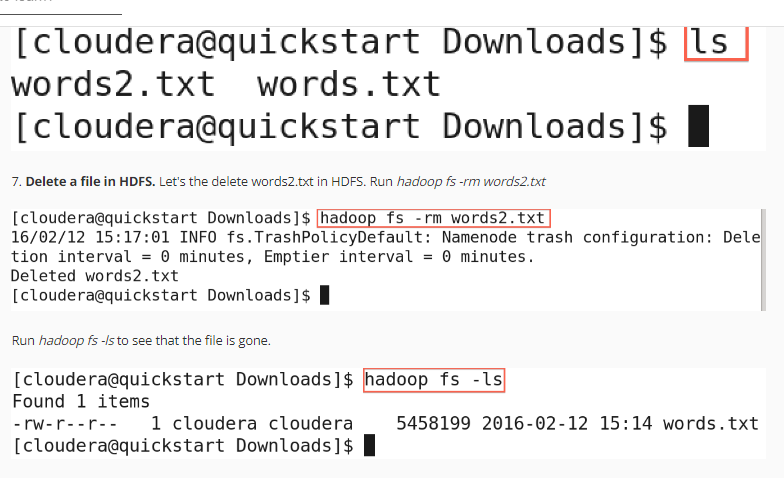 [cloudera@quickstart Downloads]$ ls
words2.txt  words.txt
[cloudera@quickstart Downloads]$
7. Delete a file in HDFS. Let's the delete words2.txt in HDFS. Run hadoop fs -rm words2.txt
[cloudera@quickstart Downloads]$ hadoop fs -rm words2.txt
16/02/12 15:17:01 INFO fs.TrashPolicyDefault: Namenode trash configuration: Dele
tion interval = 0 minutes, Emptier interval = 0 minutes.
Deleted words2.txt
[cloudera@quickstart Downloads]$
Run hadoop fs -ls to see that the file is gone.
[cloudera@quickstart Downloads]$ hadoop fs -ls
Found 1 items
-rw-r--r--   1 cloudera cloudera    5458199 2016-02-12 15:14 words.txt
[cloudera@quickstart Downloads]$